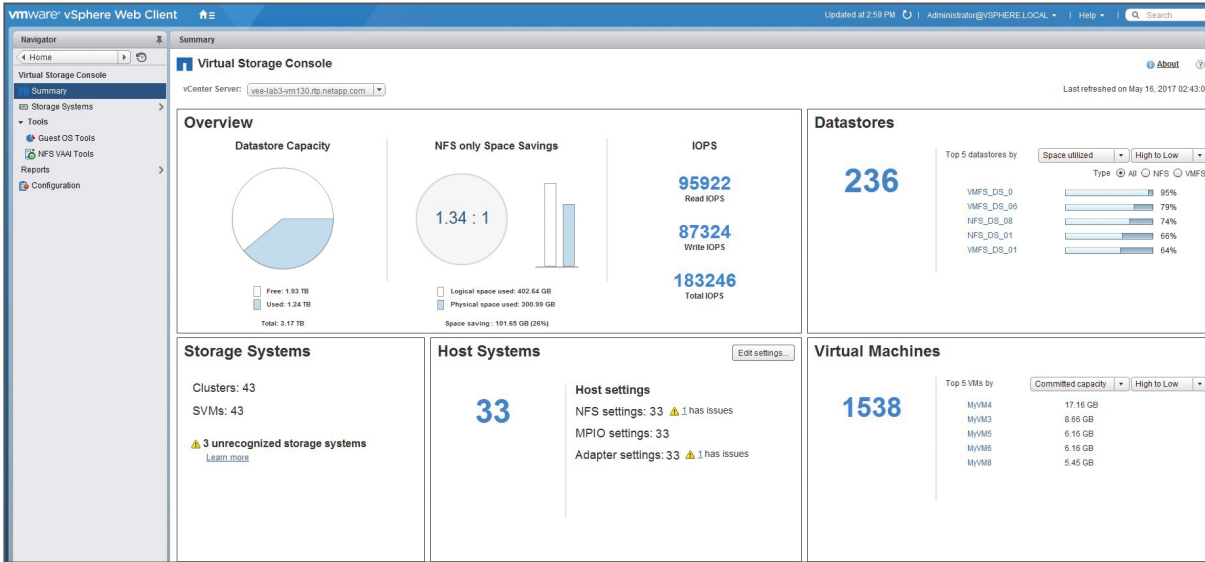 vmware® vSphere Web Client
Updated at 2:59 PM | Administrator@VSPHERE.LOCAL | Help | Search
Navigator
Home
Virtual Storage Console
Summary
Storage Systems
Tools
Guest OS Tools
NFS VAAI Tools
Reports
Configuration
Summary
Virtual Storage Console
About
vCenter Server: vee-lab3-vm130.rtp.netapp.com
Last refreshed on May 16, 2017 02:43:0
Overview
Datastore Capacity
Free: 1.93 TB
Used: 1.24 TB
Total: 3.17 TB
NFS only Space Savings
1.34 : 1
Logical space used: 402.64 GB
Physical space used: 300.99 GB
Space saving : 101.65 GB (26%)
IOPS
95922
Read IOPS
87324
Write IOPS
183246
Total IOPS
Datastores
236
Top 5 datastores by Space utilized High to Low
Type All NFS VMFS
VMFS_DS_0 95%
VMFS_DS_06 79%
NFS_DS_08 74%
NFS_DS_01 66%
VMFS_DS_01 64%
Storage Systems
Clusters: 43
SVMs: 43
3 unrecognized storage systems
Learn more
Host Systems
Edit settings...
33
Host settings
NFS settings: 33 1 has issues
MPIO settings: 33
Adapter settings: 33 1 has issues
Virtual Machines
1538
Top 5 VMs by Committed capacity High to Low
MyVM4 17.16 GB
MyVM3 8.66 GB
MyVM5 6.16 GB
MyVM6 6.16 GB
MyVM8 5.45 GB